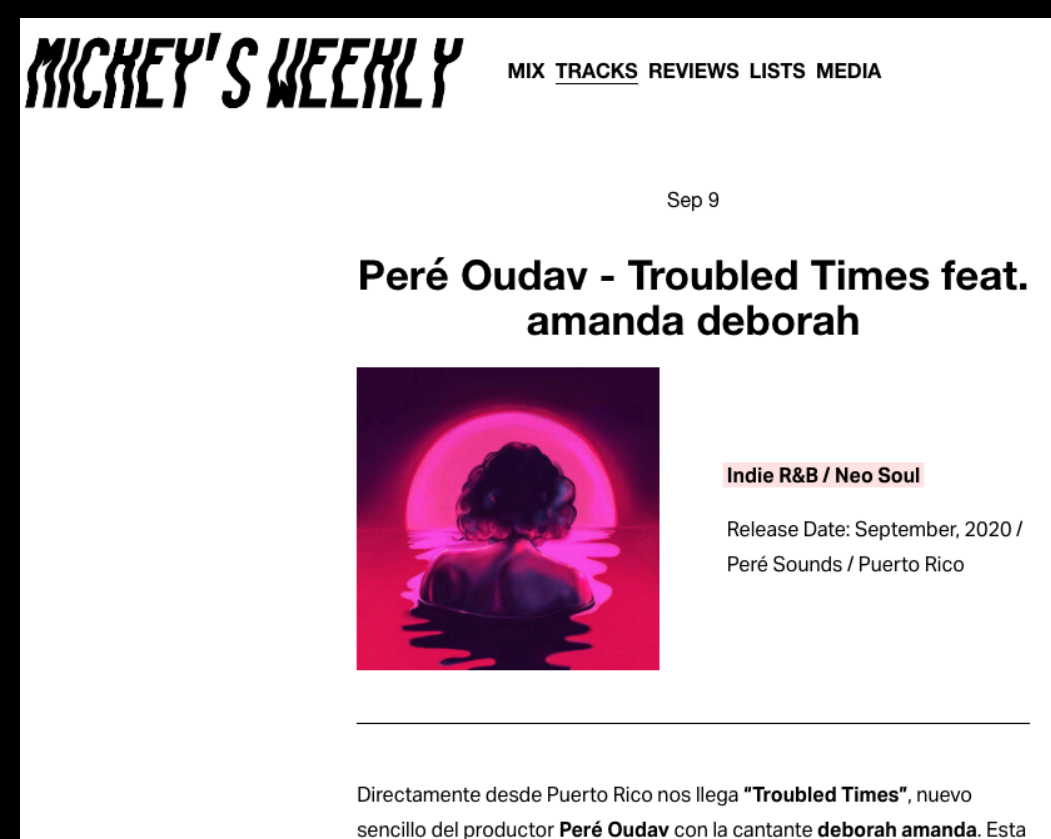 MICKEY'S WEEKLY
MIX TRACKS REVIEWS LISTS MEDIA
Sep 9
Peré Oudav - Troubled Times feat.
amanda deborah
Indie R&B / Neo Soul
Release Date: September, 2020 /
Peré Sounds / Puerto Rico
Directamente desde Puerto Rico nos llega “Troubled Times”, nuevo
sencillo del productor Peré Oudav con la cantante deborah amanda. Esta